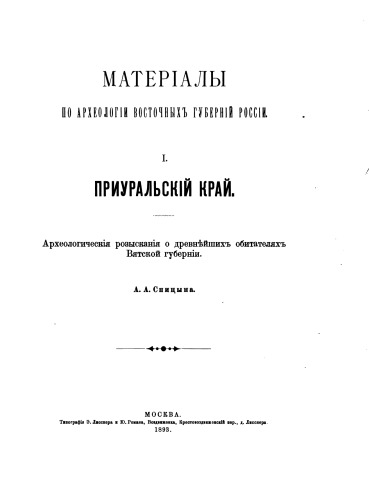 МАТЕРІАЛЫ
ПО АРХЕОЛОГІИ ВОСТОЧНЫХЪ ГУБЕРНІЙ РОССІИ.
I.
ПРИУРАЛЬСКІЙ КРАЙ.
Археологическія розысканія о древнѣйшихъ обитателяхъ
Вятской губерніи.
А. А. Спицына.
МОСКВА.
Типографія Э. Лисснера и Ю. Романа, Воздвиженка, Крестовоздвиженскій пер., д. Лисснера.
1893.